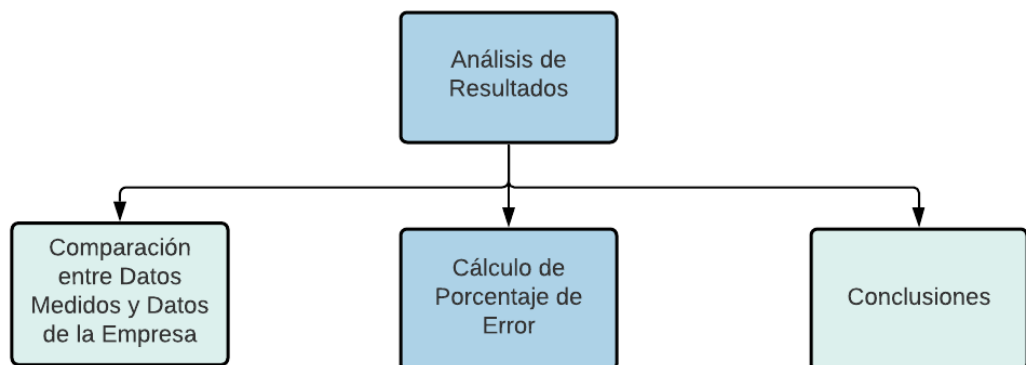 Análisis de
Resultados
Comparación
entre Datos
Medidos y Datos
de la Empresa
Cálculo de
Porcentaje de
Error
Conclusiones